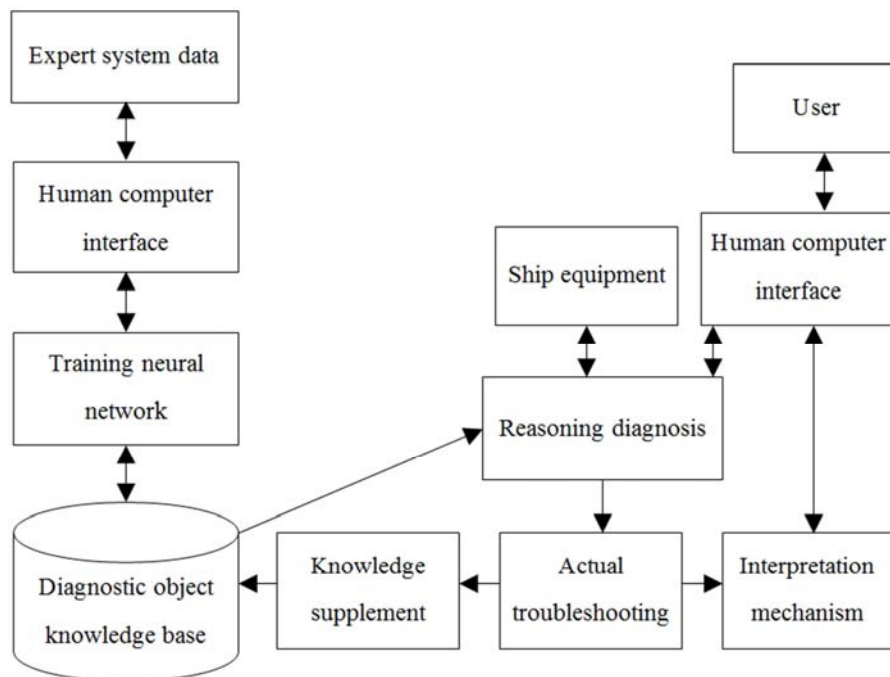 Expert system data
User
Human computer
interface
Human computer
interface
Ship equipment
Training neural
network
Reasoning diagnosis
Diagnostic object
knowledge base
Knowledge
supplement
Actual
troubleshooting
Interpretation
mechanism